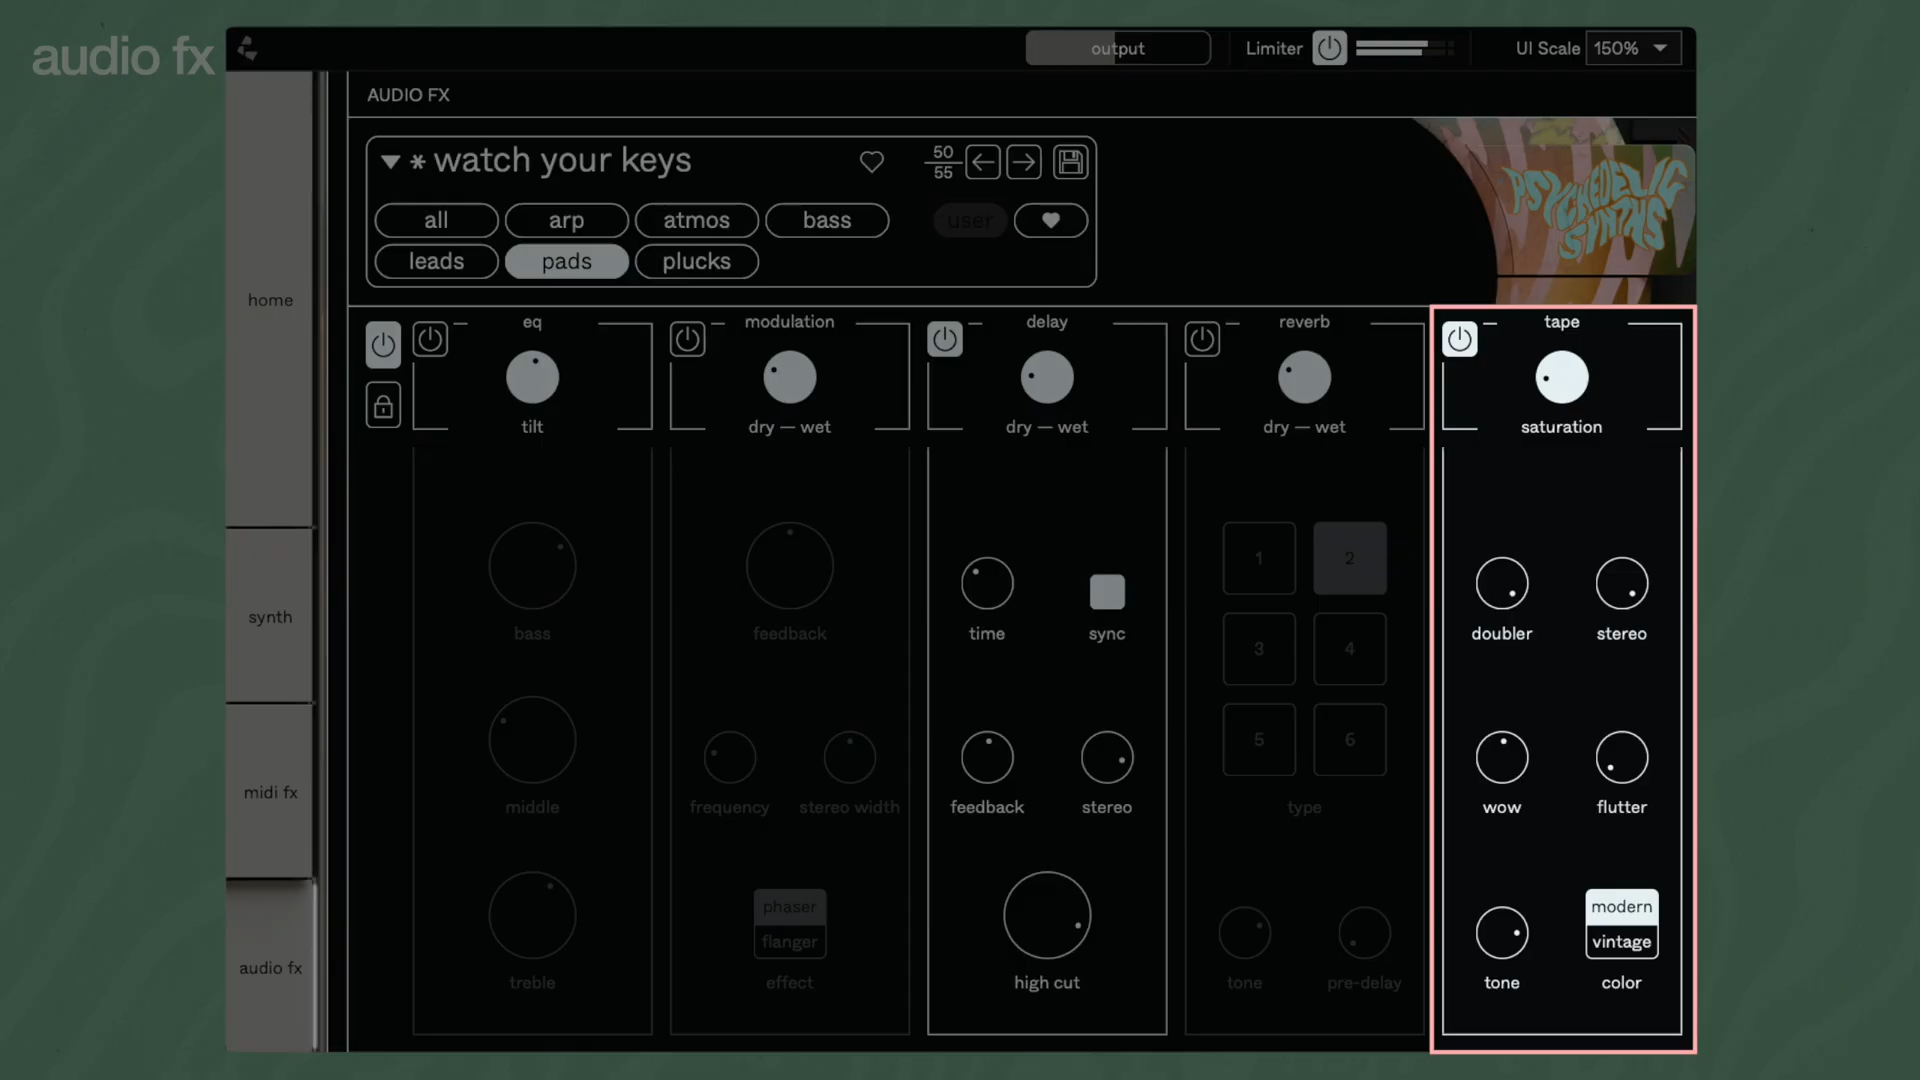 audio fx
output
Limiter
UI Scale 150%
AUDIO FX
* watch your keys
50
55
all arp atmos bass user
leads pads plucks
PSYCHEDELIC
SYNTHS
home
synth
midi fx
audio fx
eq
tilt
bass
middle
treble
modulation
dry — wet
feedback
frequency stereo width
phaser
flanger
effect
delay
dry — wet
time sync
feedback stereo
high cut
reverb
dry — wet
1 2
3 4
5 6
type
tone pre-delay
tape
saturation
doubler stereo
wow flutter
modern
vintage
tone color